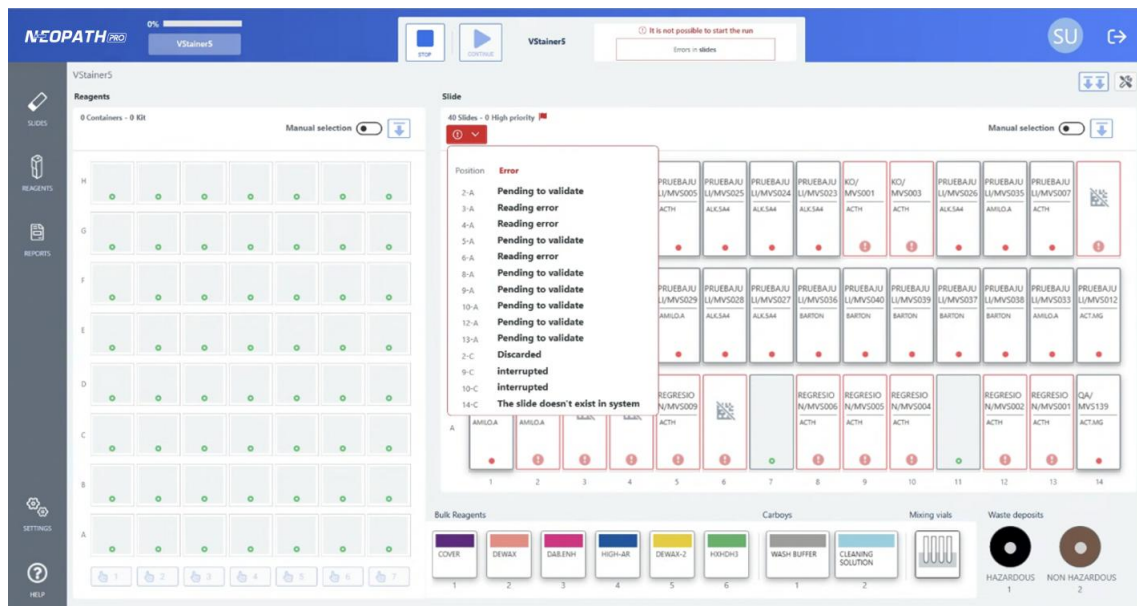 NEOPATH PRO
0%
VStainer5
STOP
CONTINUE
VStainer5
It is not possible to start the run
Errors in slides
SU
SLIDES
REAGENTS
REPORTS
SETTINGS
HELP
VStainer5
Reagents
0 Containers - 0 Kit
Manual selection
H
G
F
E
D
C
B
A
1 2 3 4 5 6 7
Slide
40 Slides - 0 High priority
Manual selection
Position Error
2-A Pending to validate
3-A Reading error
4-A Reading error
5-A Pending to validate
6-A Reading error
8-A Pending to validate
9-A Pending to validate
10-A Pending to validate
12-A Pending to validate
13-A Pending to validate
2-C Discarded
9-C interrupted
10-C interrupted
14-C The slide doesn't exist in system
PRUEBAJU PRUEBAJU PRUEBAJU PRUEBAJU KO/ KO/ PRUEBAJU PRUEBAJU PRUEBAJU
LI/MVS005 LI/MVS025 LI/MVS024 LI/MVS023 MVS001 MVS003 LI/MVS026 LI/MVS035 LI/MVS007
ACTH ALK5A4 ALK5A4 ALK5A4 ACTH ACTH ALK5A4 AMILO.A ACTH
PRUEBAJU PRUEBAJU PRUEBAJU PRUEBAJU PRUEBAJU PRUEBAJU PRUEBAJU PRUEBAJU PRUEBAJU PRUEBAJU
LI/MVS029 LI/MVS028 LI/MVS027 LI/MVS036 LI/MVS040 LI/MVS039 LI/MVS037 LI/MVS038 LI/MVS033 LI/MVS012
AMILO.A ALK5A4 ALK5A4 BARTON BARTON BARTON BARTON BARTON AMILO.A ACT.MG
REGRESIO REGRESIO REGRESIO REGRESIO REGRESIO REGRESIO QA/
N/MVS009 N/MVS006 N/MVS005 N/MVS004 N/MVS002 N/MVS001 MVS139
A AMILO.A AMILO.A ACTH ACTH ACTH ACTH ACTH ACTH ACT.MG
1 2 3 4 5 6 7 8 9 10 11 12 13 14
Bulk Reagents
COVER DEWAX DAB.ENH HIGH-AR DEWAX-2 HXHDH3
1 2 3 4 5 6
Carboys
WASH BUFFER
CLEANING
SOLUTION
1 2
Mixing vials
Waste deposits
HAZARDOUS NON HAZARDOUS
1 2